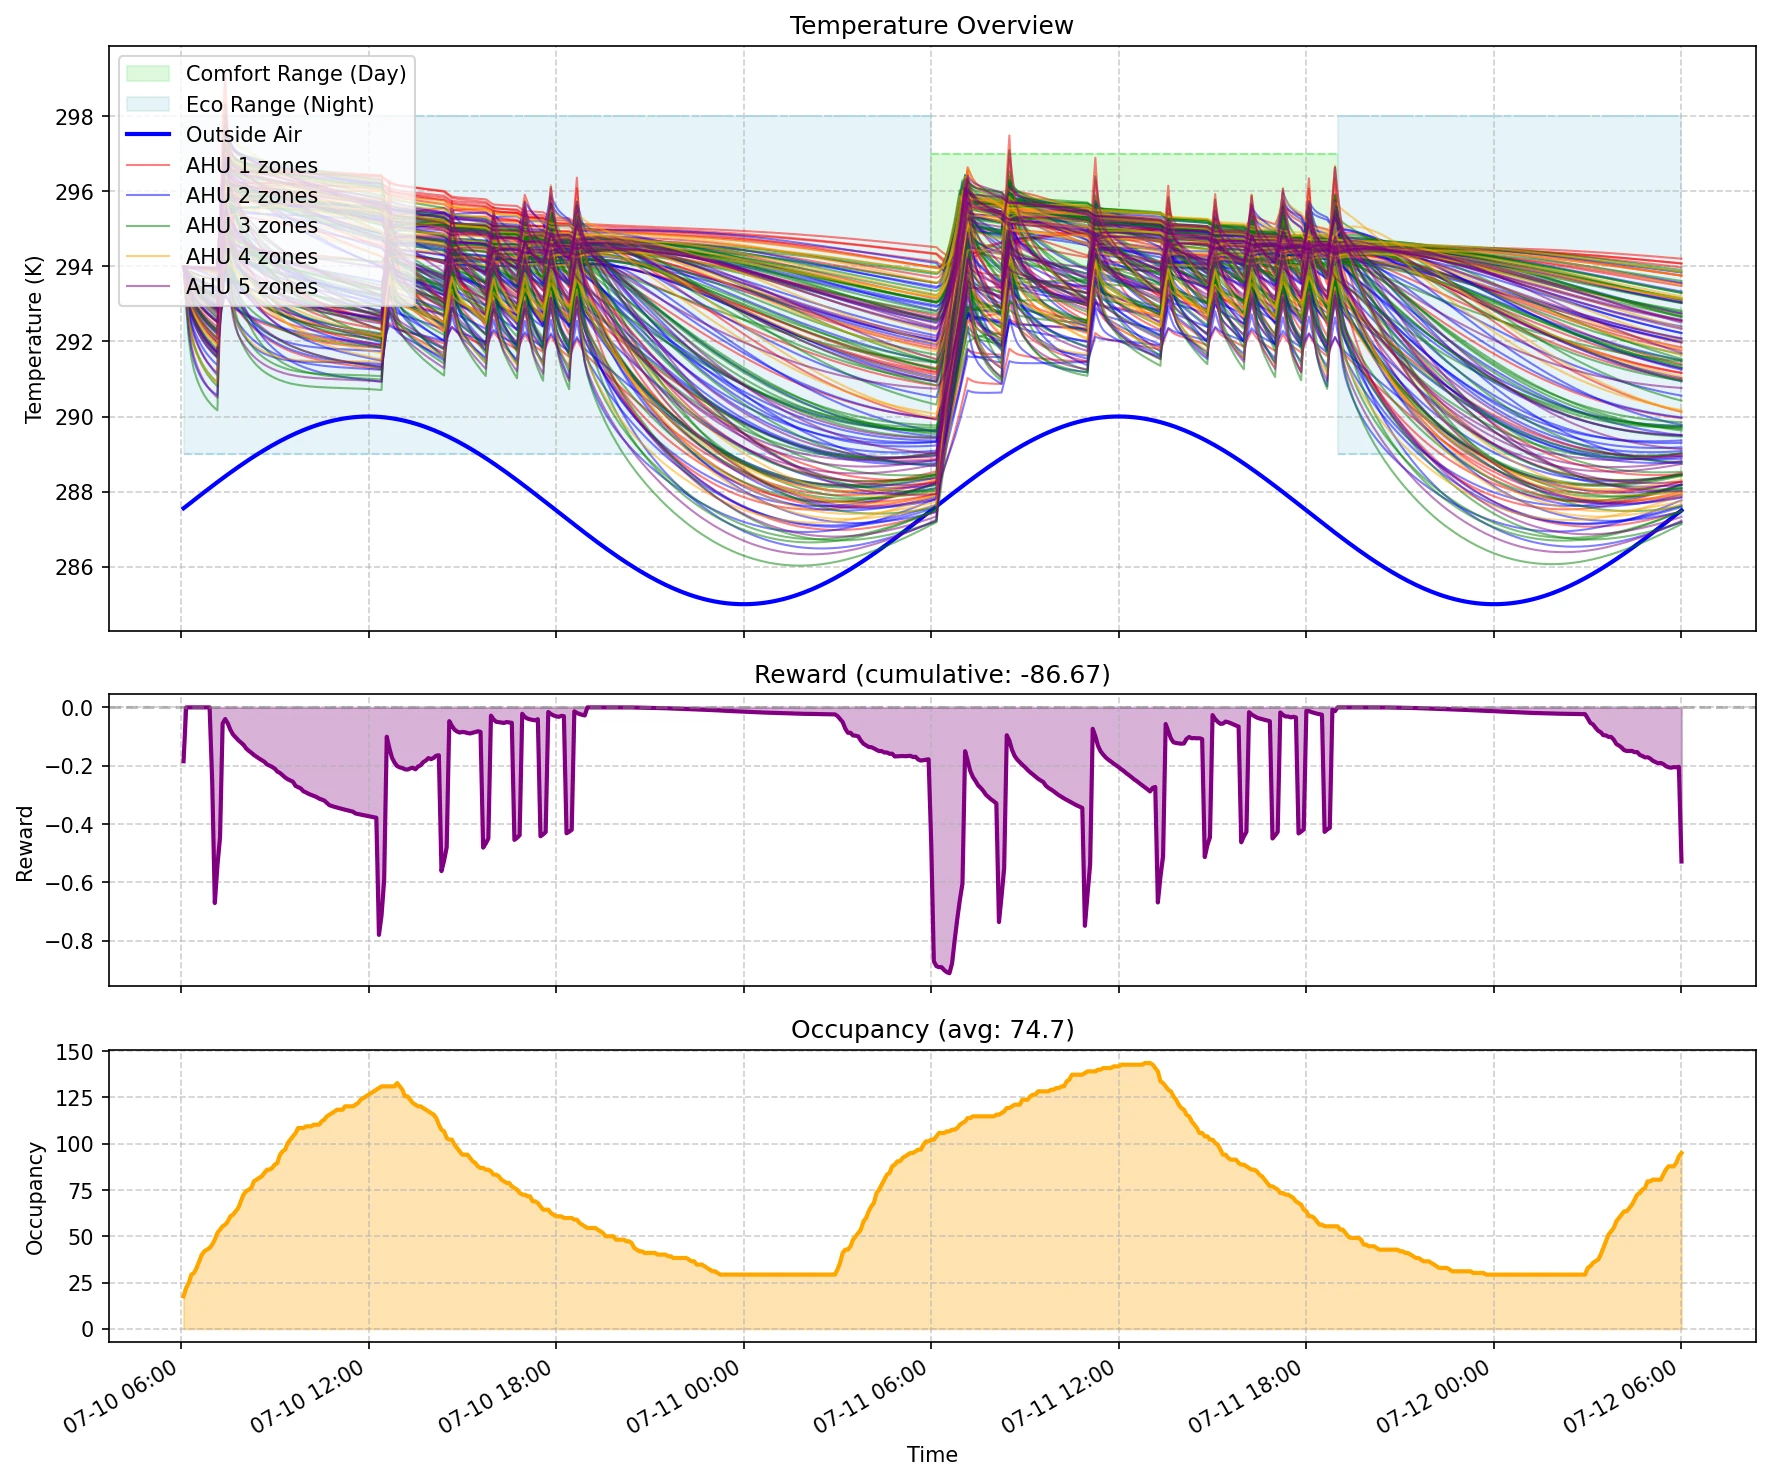 Temperature Overview
Comfort Range (Day)
Eco Range (Night)
Outside Air
AHU 1 zones
AHU 2 zones
AHU 3 zones
AHU 4 zones
AHU 5 zones
Temperature (K)
298
296
294
292
290
288
286
Reward (cumulative: -86.67)
Reward
0.0
−0.2
−0.4
−0.6
−0.8
Occupancy (avg: 74.7)
Occupancy
150
125
100
75
50
25
0
07-10 06:00
07-10 12:00
07-10 18:00
07-11 00:00
07-11 06:00
07-11 12:00
07-11 18:00
07-12 00:00
07-12 06:00
Time